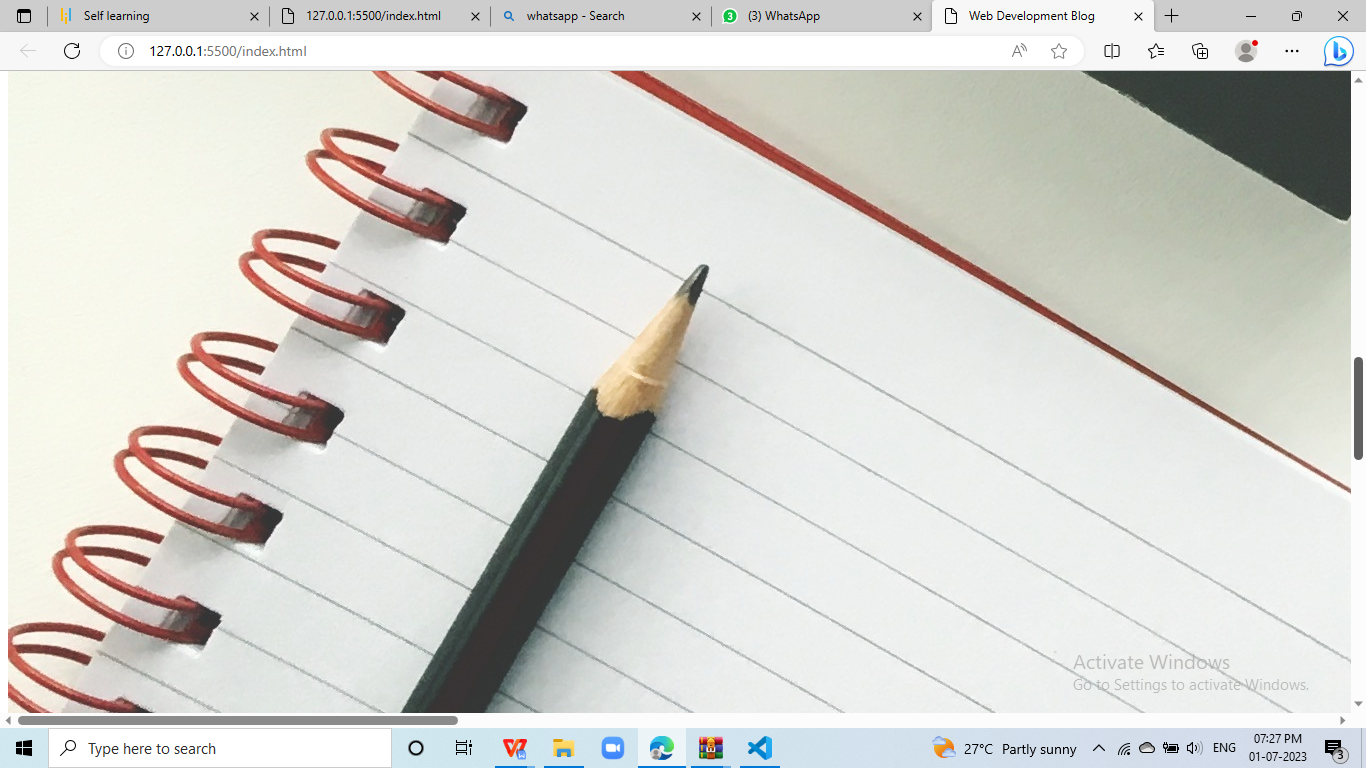 Self learning
127.0.0.1:5500/index.html
whatsapp - Search
(3) WhatsApp
Web Development Blog
127.0.0.1:5500/index.html
Activate Windows
Go to Settings to activate Windows.
Type here to search
27°C Partly sunny
ENG
07:27 PM
01-07-2023
3